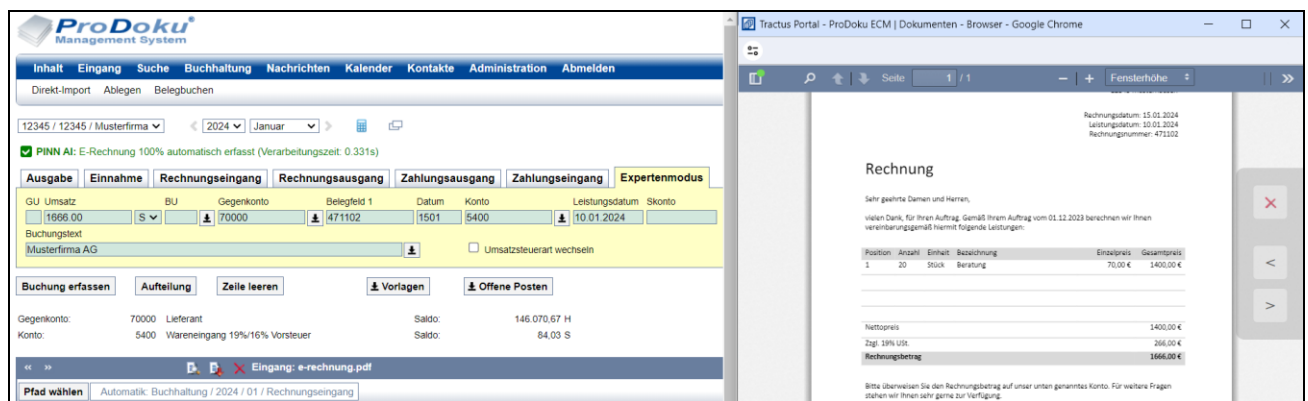 ProDoku®
Management System
Inhalt Eingang Suche Buchhaltung Nachrichten Kalender Kontakte Administration Abmelden
Direkt-Import Ablegen Belegbuchen
12345 / 12345 / Musterfirma < 2024 Januar >
PINN AI: E-Rechnung 100% automatisch erfasst (Verarbeitungszeit: 0.331s)
Ausgabe Einnahme Rechnungseingang Rechnungsausgang Zahlungsausgang Zahlungseingang Expertenmodus
GU Umsatz BU Gegenkonto Belegfeld 1 Datum Konto Leistungsdatum Skonto
1666.00 S 70000 471102 1501 5400 10.01.2024
Buchungstext
Musterfirma AG Umsatzsteuerart wechseln
Buchung erfassen Aufteilung Zeile leeren Vorlagen Offene Posten
Gegenkonto: 70000 Lieferant Saldo: 146.070,67 H
Konto: 5400 Wareneingang 19%/16% Vorsteuer Saldo: 84,03 S
« » Eingang: e-rechnung.pdf
Pfad wählen Automatik: Buchhaltung / 2024 / 01 / Rechnungseingang
Tractus Portal - ProDoku ECM | Dokumenten - Browser - Google Chrome
Seite 1 / 1 − + Fensterhöhe »
Rechnungsdatum: 15.01.2024
Leistungsdatum: 10.01.2024
Rechnungsnummer: 471102
Rechnung
Sehr geehrte Damen und Herren,
vielen Dank, für Ihren Auftrag. Gemäß Ihrem Auftrag vom 01.12.2023 berechnen wir Ihnen
vereinbarungsgemäß hiermit folgende Leistungen:
Position Anzahl Einheit Bezeichnung Einzelpreis Gesamtpreis
1 20 Stück Beratung 70,00 € 1400,00 €
Nettopreis 1400,00 €
Zzgl. 19% USt. 266,00 €
Rechnungsbetrag 1666,00 €
Bitte überweisen Sie den Rechnungsbetrag auf unser unten genanntes Konto. Für weitere Fragen
stehen wir Ihnen sehr gerne zur Verfügung.
<
>